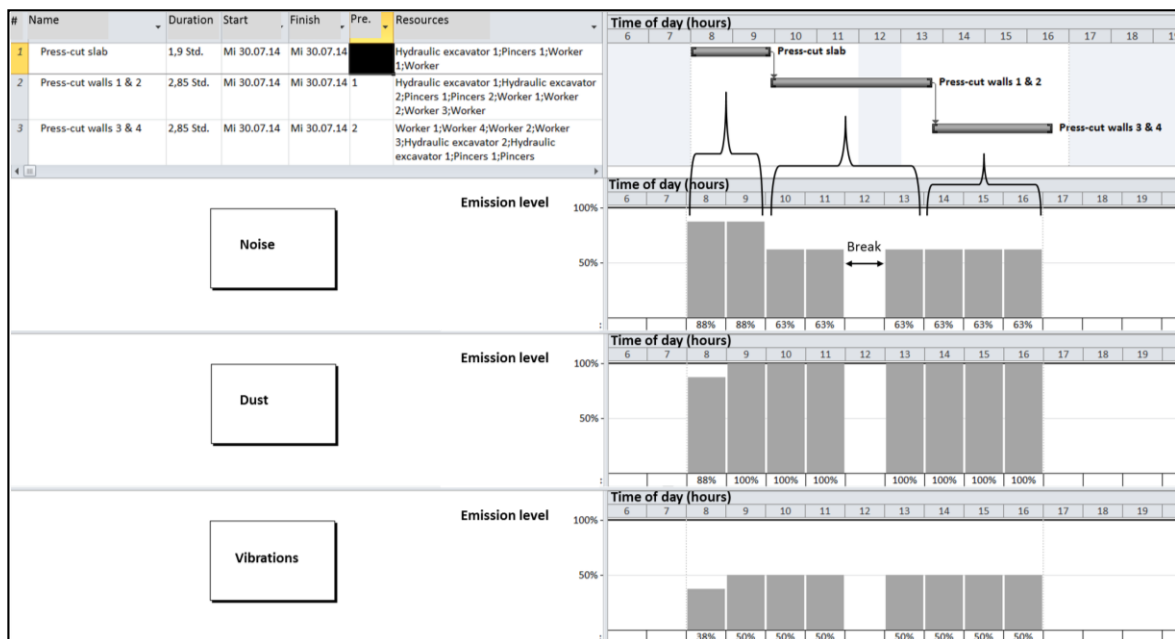 # Name Duration Start Finish Pre. Resources
1 Press-cut slab 1,9 Std. Mi 30.07.14 Mi 30.07.14 Hydraulic excavator 1;Pincers 1;Worker
1;Worker
2 Press-cut walls 1 & 2 2,85 Std. Mi 30.07.14 Mi 30.07.14 1 Hydraulic excavator 1;Hydraulic excavator
2;Pincers 1;Pincers 2;Worker 1;Worker
2;Worker 3;Worker
3 Press-cut walls 3 & 4 2,85 Std. Mi 30.07.14 Mi 30.07.14 2 Worker 1;Worker 4;Worker 2;Worker
3;Hydraulic excavator 2;Hydraulic
excavator 1;Pincers 1;Pincers
Time of day (hours)
6 7 8 9 10 11 12 13 14 15 16 17 18 19
Press-cut slab
Press-cut walls 1 & 2
Press-cut walls 3 & 4
Time of day (hours)
6 7 8 9 10 11 12 13 14 15 16 17 18 19
Emission level
100%
Noise
Break
50%
88% 88% 63% 63% 63% 63% 63% 63%
Time of day (hours)
6 7 8 9 10 11 12 13 14 15 16 17 18 19
Emission level
100%
Dust
50%
88% 100% 100% 100% 100% 100% 100% 100%
Time of day (hours)
6 7 8 9 10 11 12 13 14 15 16 17 18 19
Emission level
100%
Vibrations
50%
38% 50% 50% 50% 50% 50% 50% 50%